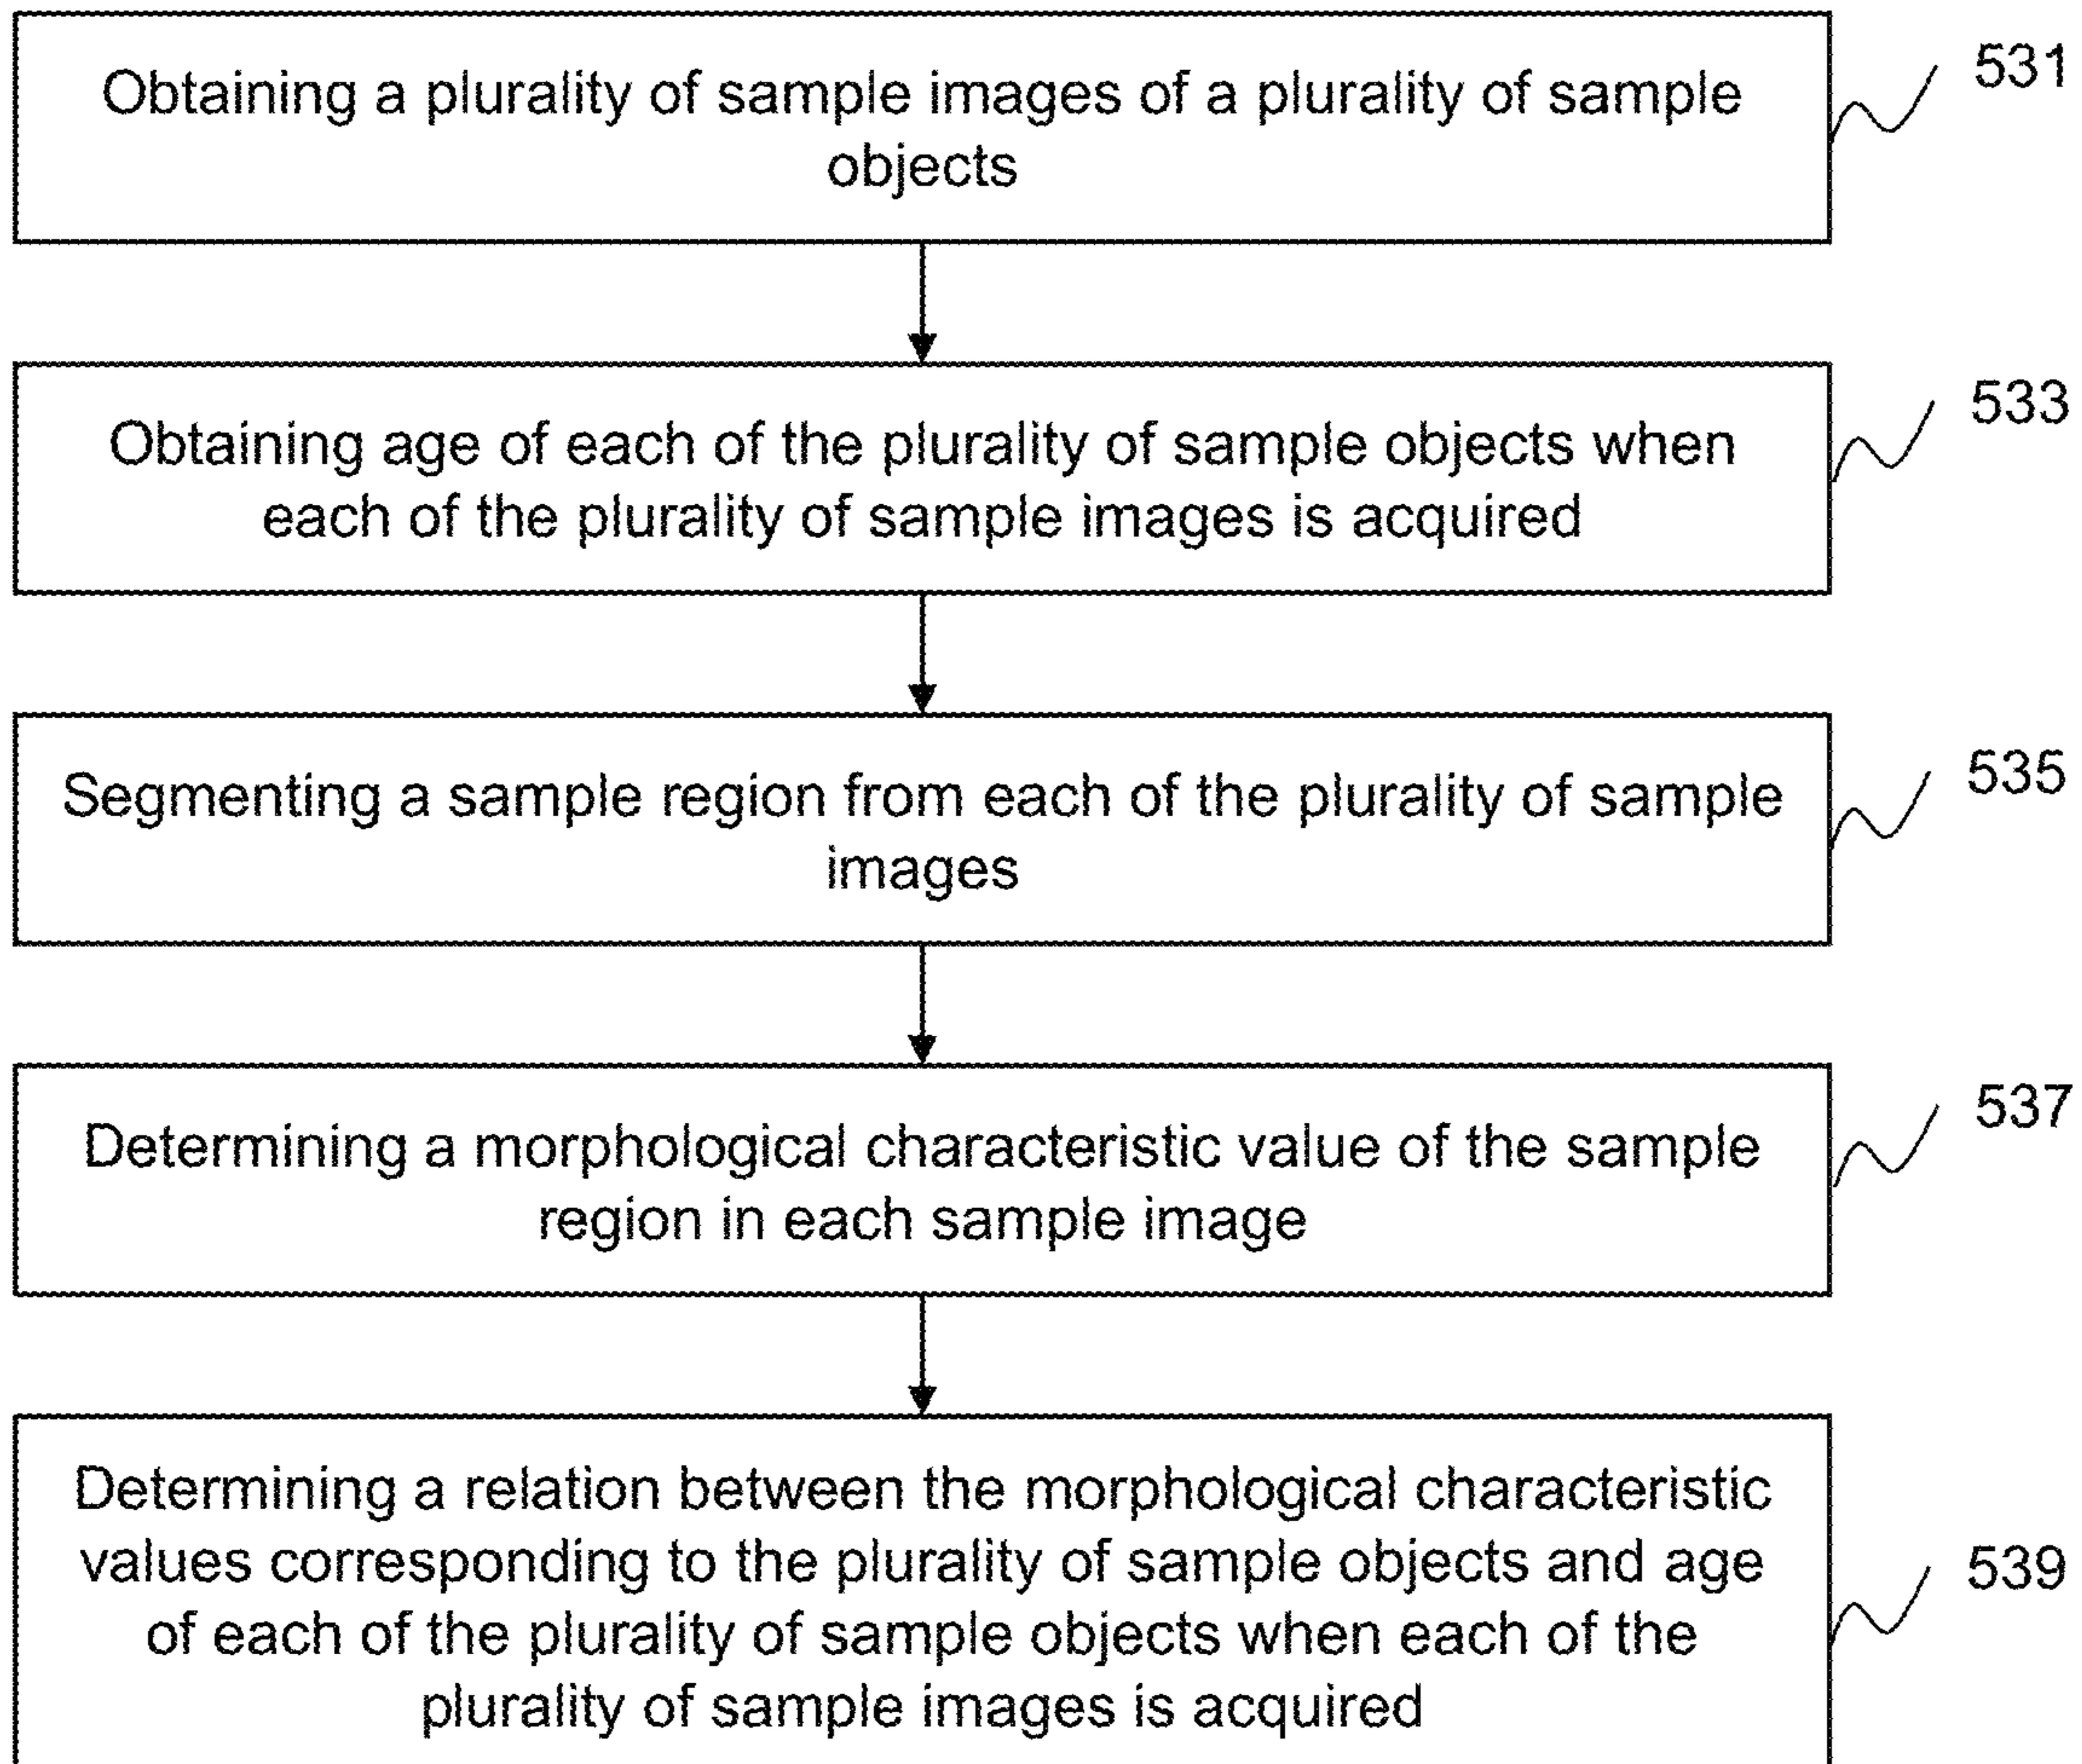 Obtaining a plurality of sample images of a plurality of sample
objects
531
Obtaining age of each of the plurality of sample objects when
each of the plurality of sample images is acquired
533
Segmenting a sample region from each of the plurality of sample
images
535
Determining a morphological characteristic value of the sample
region in each sample image
537
Determining a relation between the morphological characteristic
values corresponding to the plurality of sample objects and age
of each of the plurality of sample objects when each of the
plurality of sample images is acquired
539